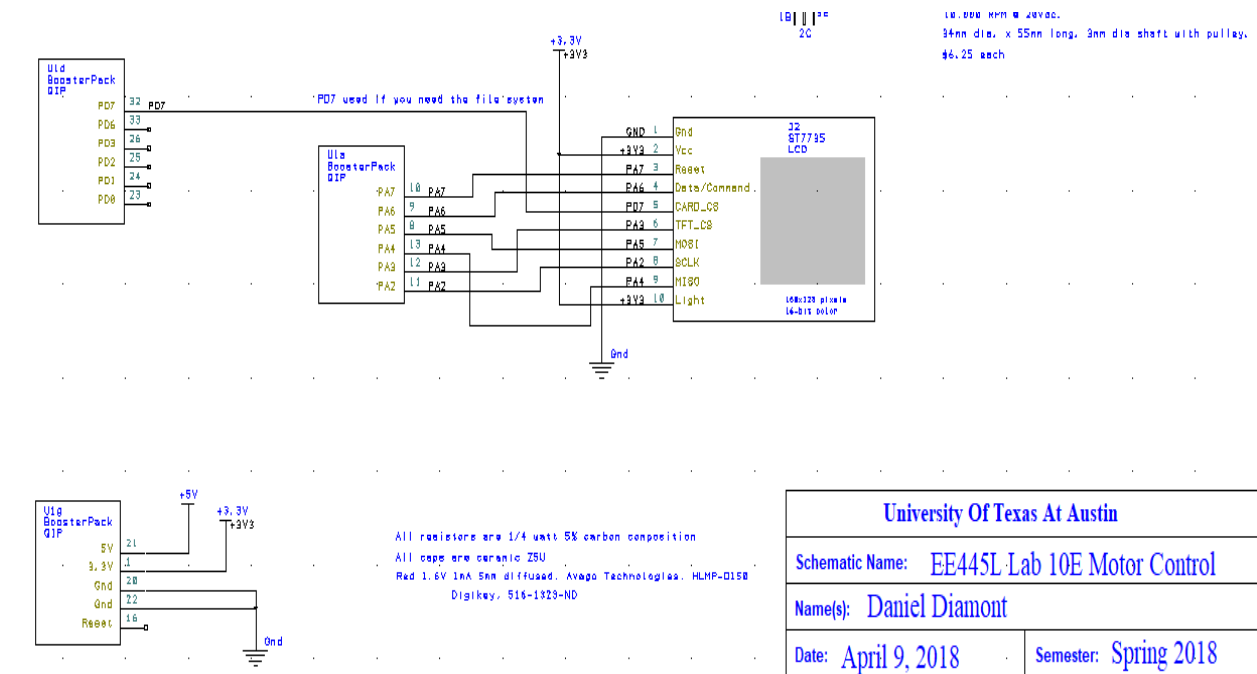 1B
2C
10.000 RPM @ 20VDC.
34mm dia. x 55mm long, 3mm dia shaft with pulley.
$6.25 each
+3.3V
+3V3
U1d
BoosterPack
QIP
PD7 32 PD7
PD6 33
PD3 26
PD2 25
PD1 24
PD0 23
PD7 used if you need the file system
U1a
BoosterPack
QIP
PA7 10 PA7
PA6 9 PA6
PA5 8 PA5
PA4 13 PA4
PA3 12 PA3
PA2 11 PA2
J2
ST7735
LCD
GND 1 Gnd
+3V3 2 Vcc
PA7 3 Reset
PA6 4 Data/Command
PD7 5 CARD_CS
PA3 6 TFT_CS
PA5 7 MOSI
PA2 8 SCLK
PA4 9 MISO
+3V3 10 Light
160x128 pixels
16-bit color
Gnd
U1g
BoosterPack
QIP
5V 21
3.3V 1
Gnd 20
Gnd 22
Reset 16
+5V
+3.3V
+3V3
Gnd
All resistors are 1/4 watt 5% carbon composition
All caps are ceramic Z5U
Red 1.6V 1mA 5mm diffused. Avago Technologies. HLMP-D150
Digikey, 516-1323-ND
University Of Texas At Austin
Schematic Name: EE445L Lab 10E Motor Control
Name(s): Daniel Diamont
Date: April 9, 2018 Semester: Spring 2018